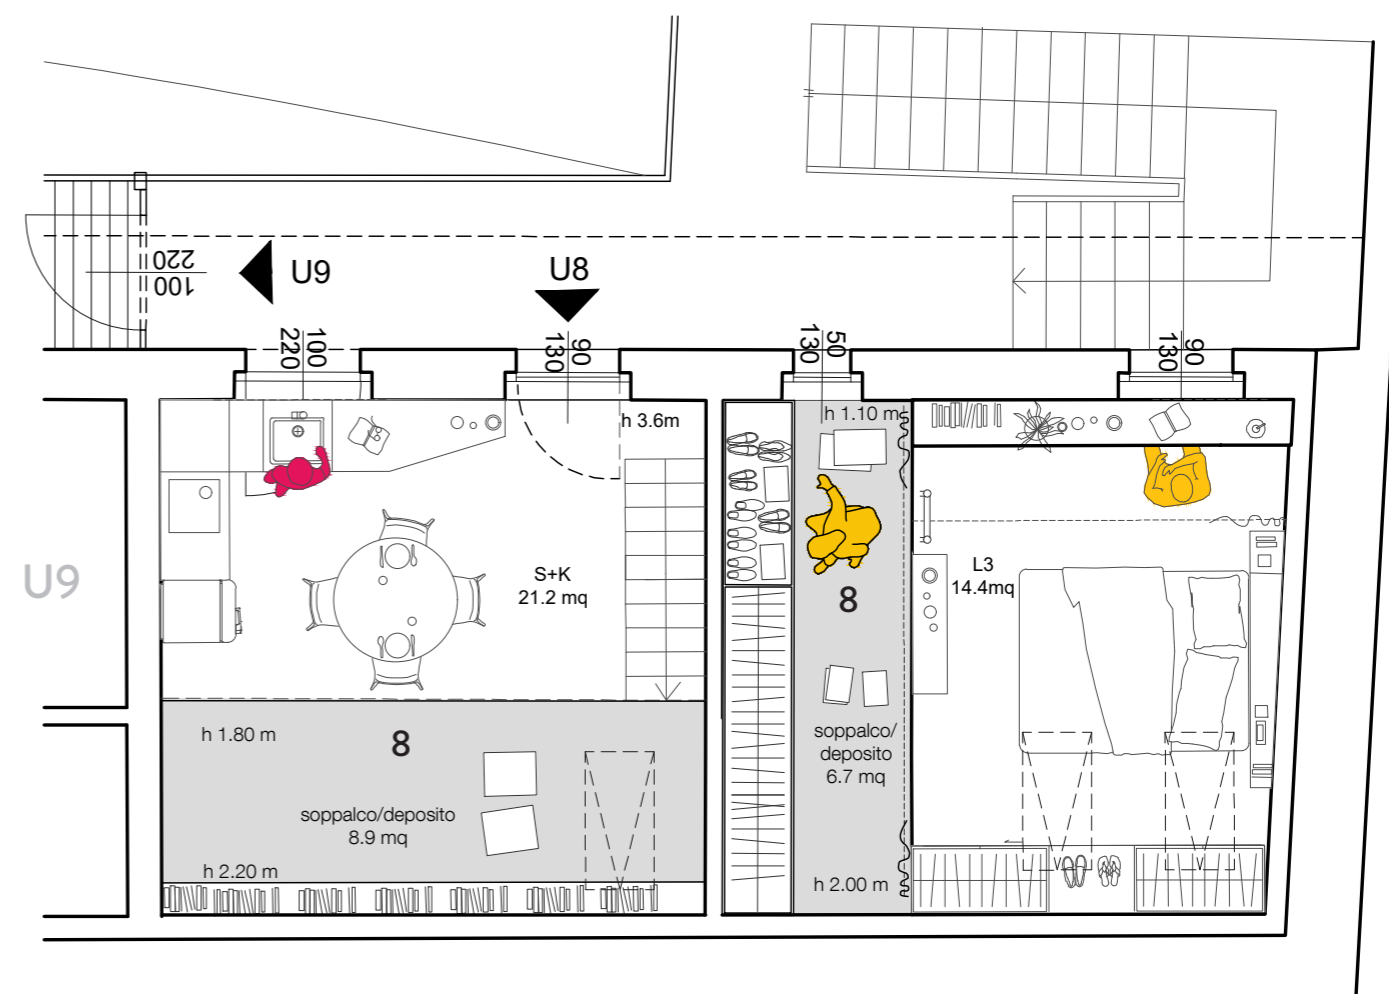 220
100
U9
U8
100
220
90
130
50
130
90
130
h 3.6m
h 1.10 m
U9
S+K
21.2 mq
L3
14.4mq
8
h 1.80 m
8
soppalco/
deposito
6.7 mq
soppalco/deposito
8.9 mq
h 2.20 m
h 2.00 m